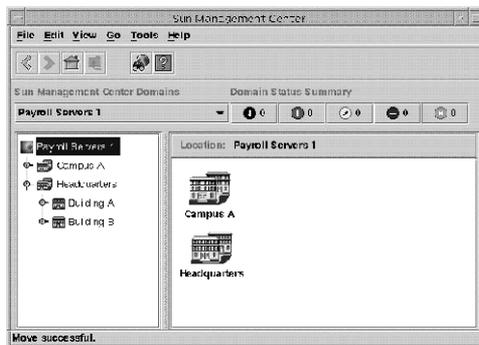 Sun Management Center
File Edit View Go Tools Help
Sun Management Center Domains
Domain Status Summary
Payroll Servers 1
0 0 0 0 0
Payroll Servers 1
Campus A
Headquarters
Building A
Building B
Location: Payroll Servers 1
Campus A
Headquarters
Move successful.